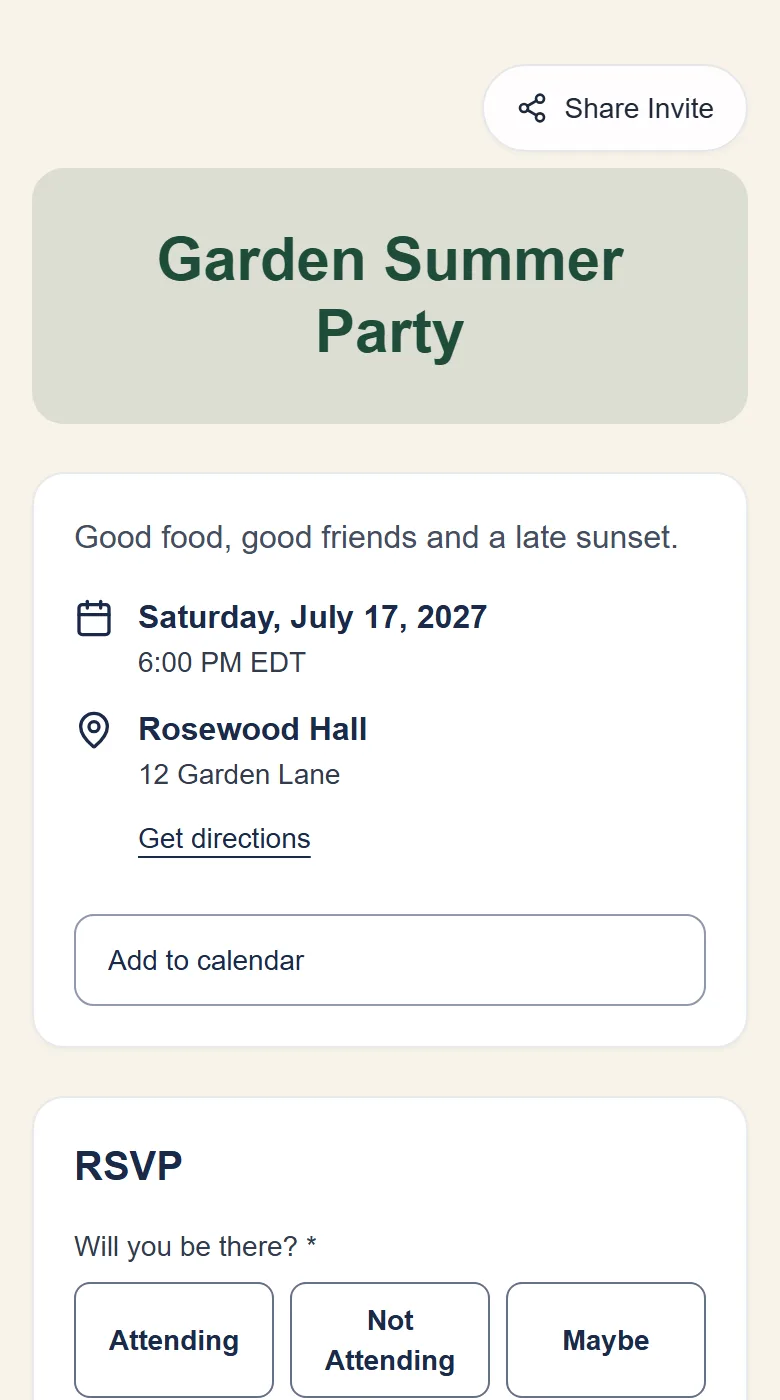 Share Invite
Garden Summer
Party
Good food, good friends and a late sunset.
Saturday, July 17, 2027
6:00 PM EDT
Rosewood Hall
12 Garden Lane
Get directions
Add to calendar
RSVP
Will you be there? *
Attending
Not
Attending
Maybe